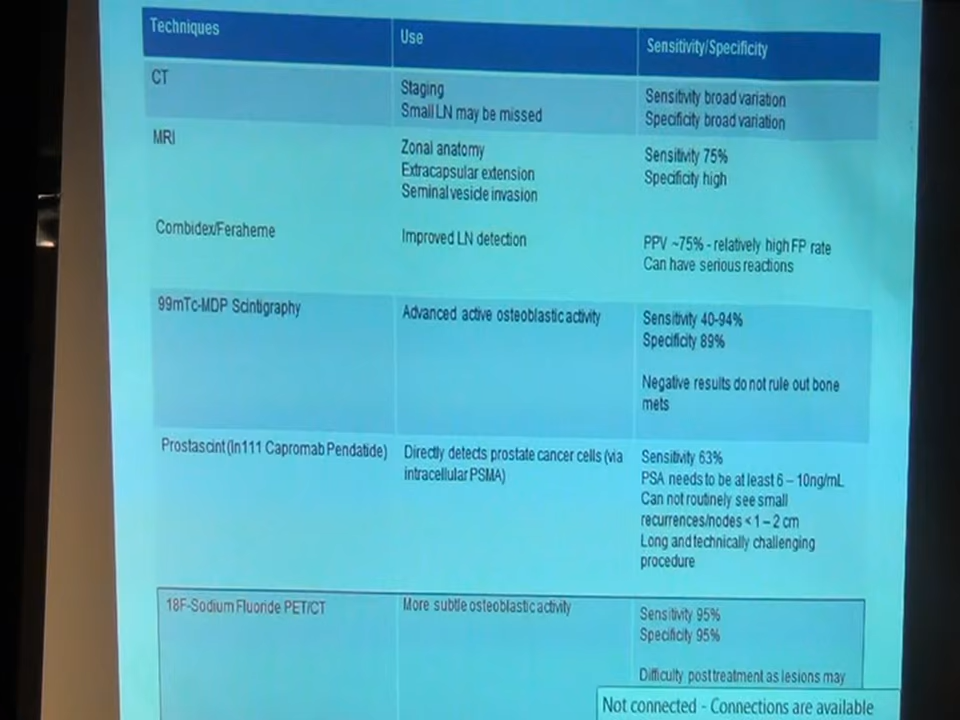 Techniques
Use
Sensitivity/Specificity
CT
Staging
Small LN may be missed
Sensitivity broad variation
Specificity broad variation
MRI
Zonal anatomy
Extracapsular extension
Seminal vesicle invasion
Sensitivity 75%
Specificity high
Combidex/Feraheme
Improved LN detection
PPV ~75% - relatively high FP rate
Can have serious reactions
99mTc-MDP Scintigraphy
Advanced active osteoblastic activity
Sensitivity 40-94%
Specificity 89%
Negative results do not rule out bone
mets
Prostascint (In111 Capromab Pendatide)
Directly detects prostate cancer cells (via
intracellular PSMA)
Sensitivity 63%
PSA needs to be at least 6 – 10ng/mL
Can not routinely see small
recurrences/nodes < 1 – 2 cm
Long and technically challenging
procedure
18F-Sodium Fluoride PET/CT
More subtle osteoblastic activity
Sensitivity 95%
Specificity 95%
Difficulty post treatment as lesions may
Not connected - Connections are available